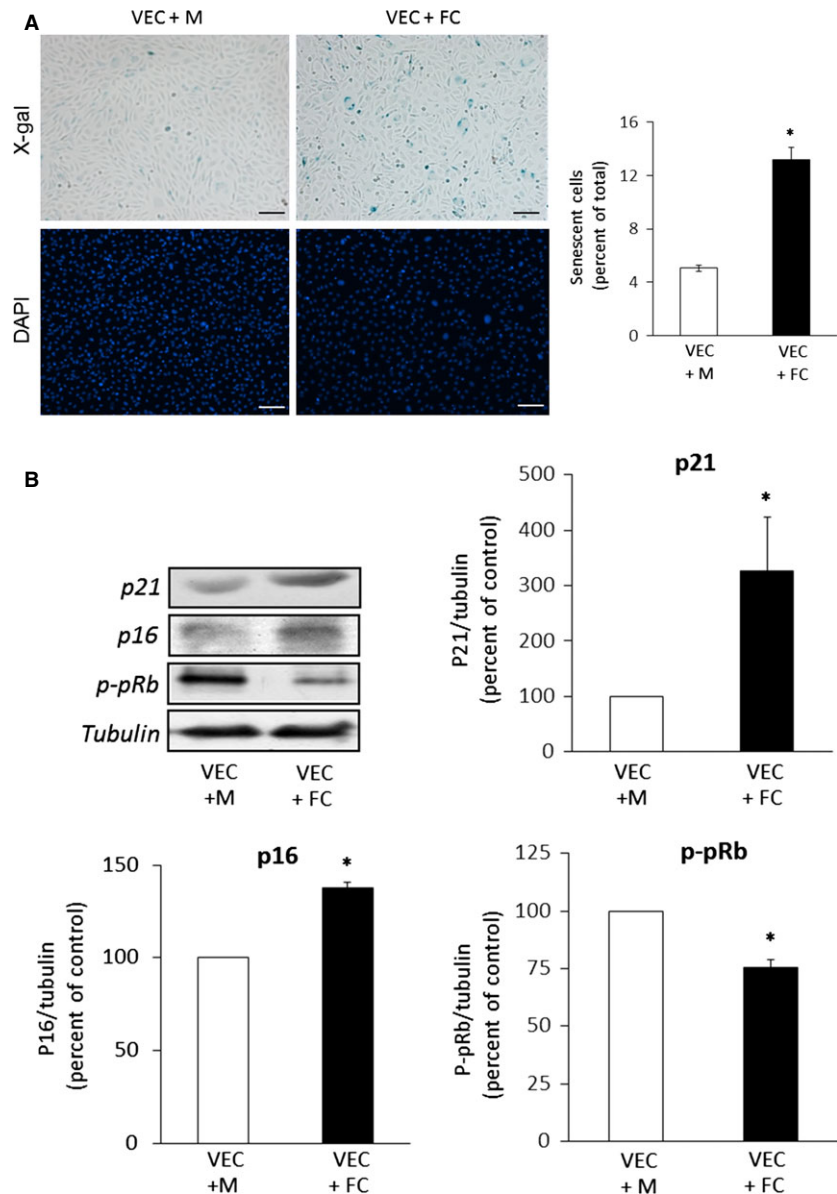 A
VEC + M
VEC + FC
X-gal
DAPI
Senescent cells
(percent of total)
16
12
8
4
0
*
VEC
+ M
VEC
+ FC
B
p21
p16
p-pRb
Tubulin
VEC
+M
VEC
+ FC
p21
P21/tubulin
(percent of control)
500
400
300
200
100
0
*
VEC
+M
VEC
+ FC
p16
P16/tubulin
(percent of control)
150
100
50
0
*
VEC
+M
VEC
+ FC
p-pRb
P-pRb/tubulin
(percent of control)
125
100
75
50
25
0
*
VEC
+ M
VEC
+ FC